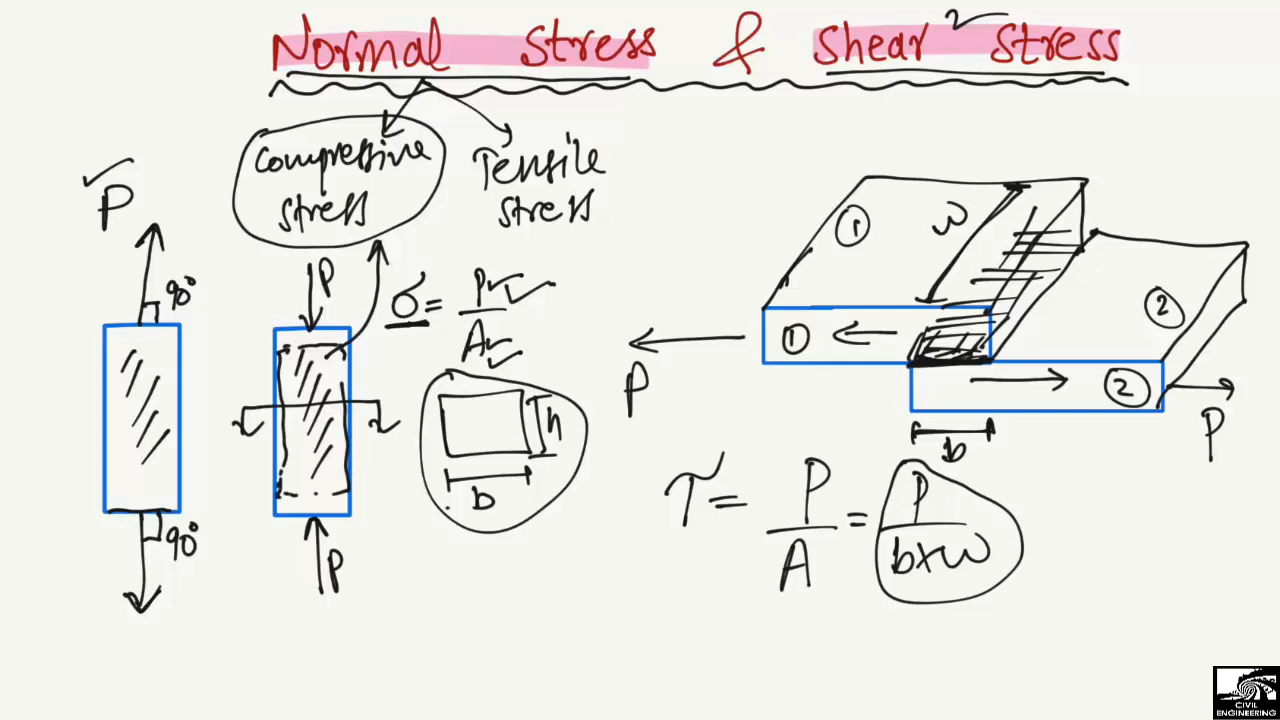 Normal Stress & Shear Stress
Compressive
stress
Tensile
stress
P
90°
90°
P
P
σ = P
A
h
b
1
w
2
1
2
P
P
b
τ = P/A = P/b×w
CIVIL
ENGINEERING